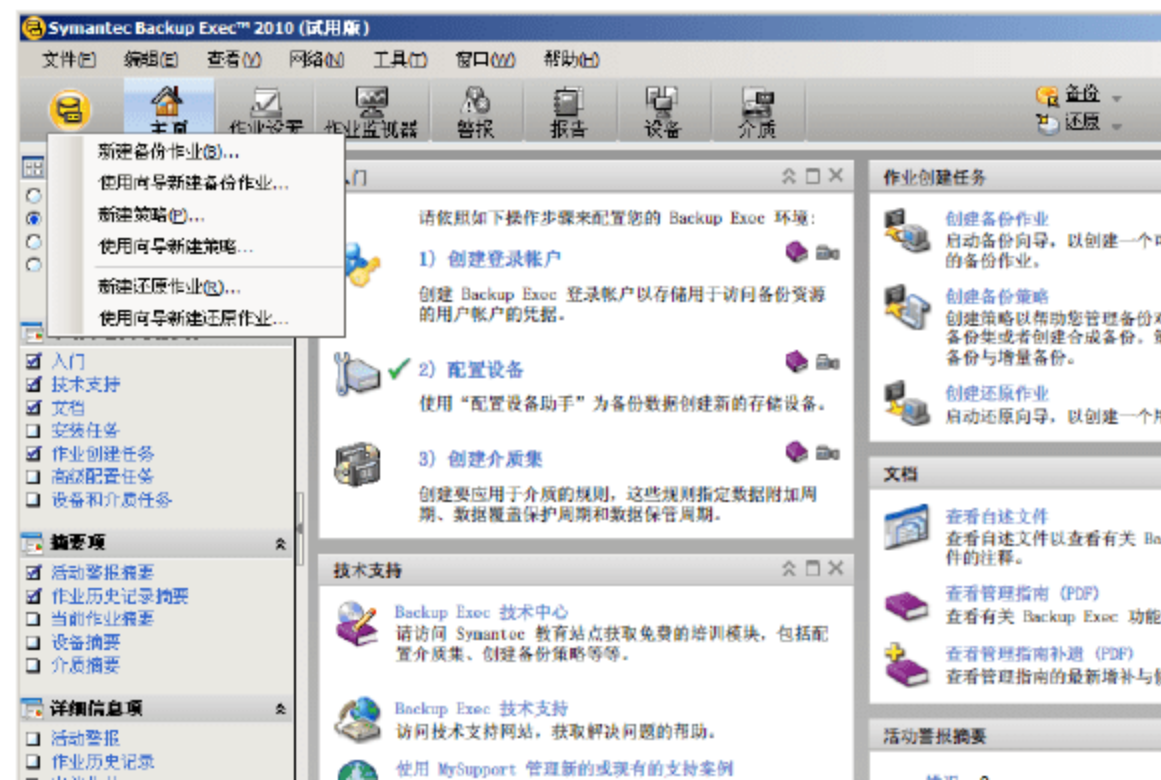 Symantec Backup Exec™ 2010 (试用版)
文件(F) 编辑(E) 查看(V) 网络(N) 工具(T) 窗口(W) 帮助(H)
主页 作业设置 作业监视器 警报 报告 设备 介质
备份
还原
新建备份作业(B)...
使用向导新建备份作业...
新建策略(P)...
使用向导新建策略...
新建还原作业(R)...
使用向导新建还原作业...
入门
技术支持
文档
安装任务
作业创建任务
高级配置任务
设备和介质任务
摘要项
活动警报摘要
作业历史记录摘要
当前作业摘要
设备摘要
介质摘要
详细信息项
活动警报
作业历史记录
入门
请依照如下操作步骤来配置您的 Backup Exec 环境:
1) 创建登录帐户
创建 Backup Exec 登录帐户以存储用于访问备份资源
的用户帐户的凭据。
2) 配置设备
使用“配置设备助手”为备份数据创建新的存储设备。
3) 创建介质集
创建要应用于介质的规则，这些规则指定数据附加周
期、数据覆盖保护周期和数据保管周期。
技术支持
Backup Exec 技术中心
请访问 Symantec 教育站点获取免费的培训模块，包括配
置介质集、创建备份策略等等。
Backup Exec 技术支持
访问技术支持网站，获取解决问题的帮助。
使用 MySupport 管理新的或现有的支持案例
作业创建任务
创建备份作业
启动备份向导，以创建一个
的备份作业。
创建备份策略
创建策略以帮助您管理备份
备份集或者创建合成备份。
备份与增量备份。
创建还原作业
启动还原向导，以创建一个
文档
查看自述文件
查看自述文件以查看有关 Ba
件的注释。
查看管理指南 (PDF)
查看有关 Backup Exec 功能
查看管理指南补遗 (PDF)
查看管理指南的最新增补与
活动警报摘要